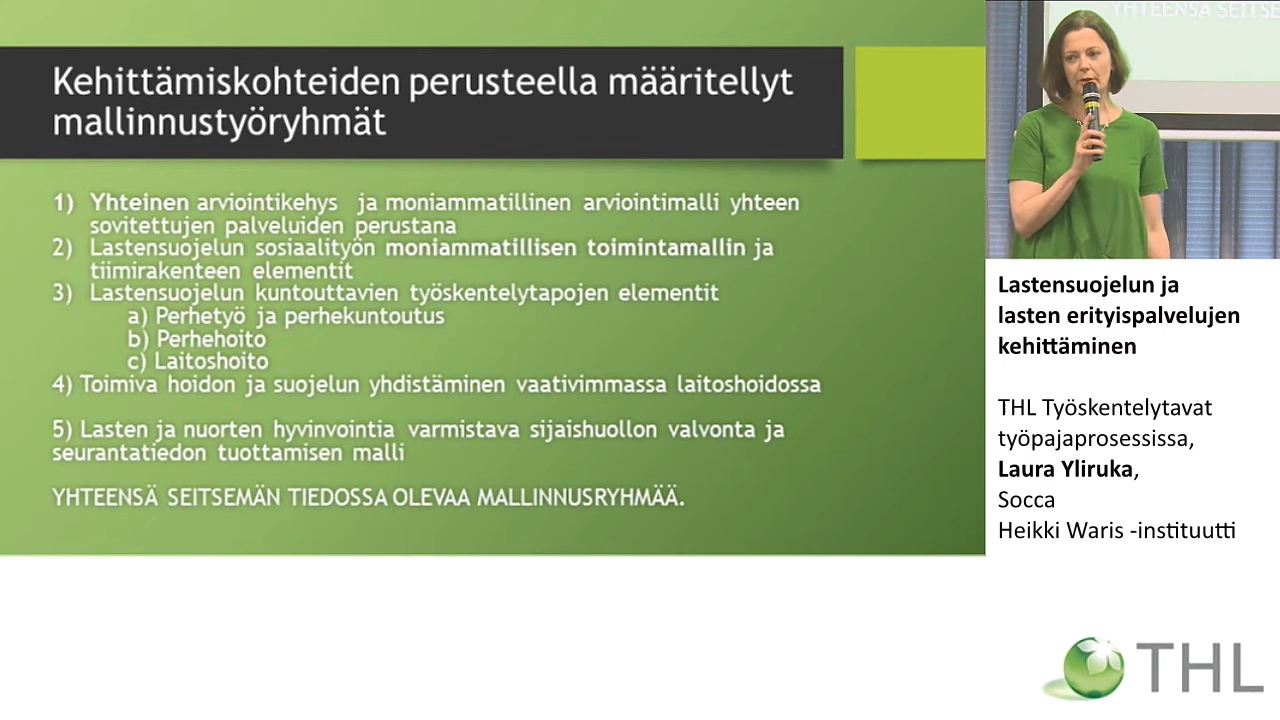 Kehittämiskohteiden perusteella määritellyt
mallinnustyöryhmät
1) Yhteinen arviointikehys ja moniammatillinen arviointimalli yhteen
sovitettujen palveluiden perustana
2) Lastensuojelun sosiaalityön moniammatillisen toimintamallin ja
tiimirakenteen elementit
3) Lastensuojelun kuntouttavien työskentelytapojen elementit
a) Perhetyö ja perhekuntoutus
b) Perhehoito
c) Laitoshoito
4) Toimiva hoidon ja suojelun yhdistäminen vaativimmassa laitoshoidossa
5) Lasten ja nuorten hyvinvointia varmistava sijaishuollon valvonta ja
seurantatiedon tuottamisen malli
YHTEENSÄ SEITSEMÄN TIEDOSSA OLEVAA MALLINNUSRYHMÄÄ.
YHTEENSÄ SEITSE
Lastensuojelun ja
lasten erityispalvelujen
kehittäminen
THL Työskentelytavat
työpajaprosessissa,
Laura Yliruka,
Socca
Heikki Waris -instituutti
THL